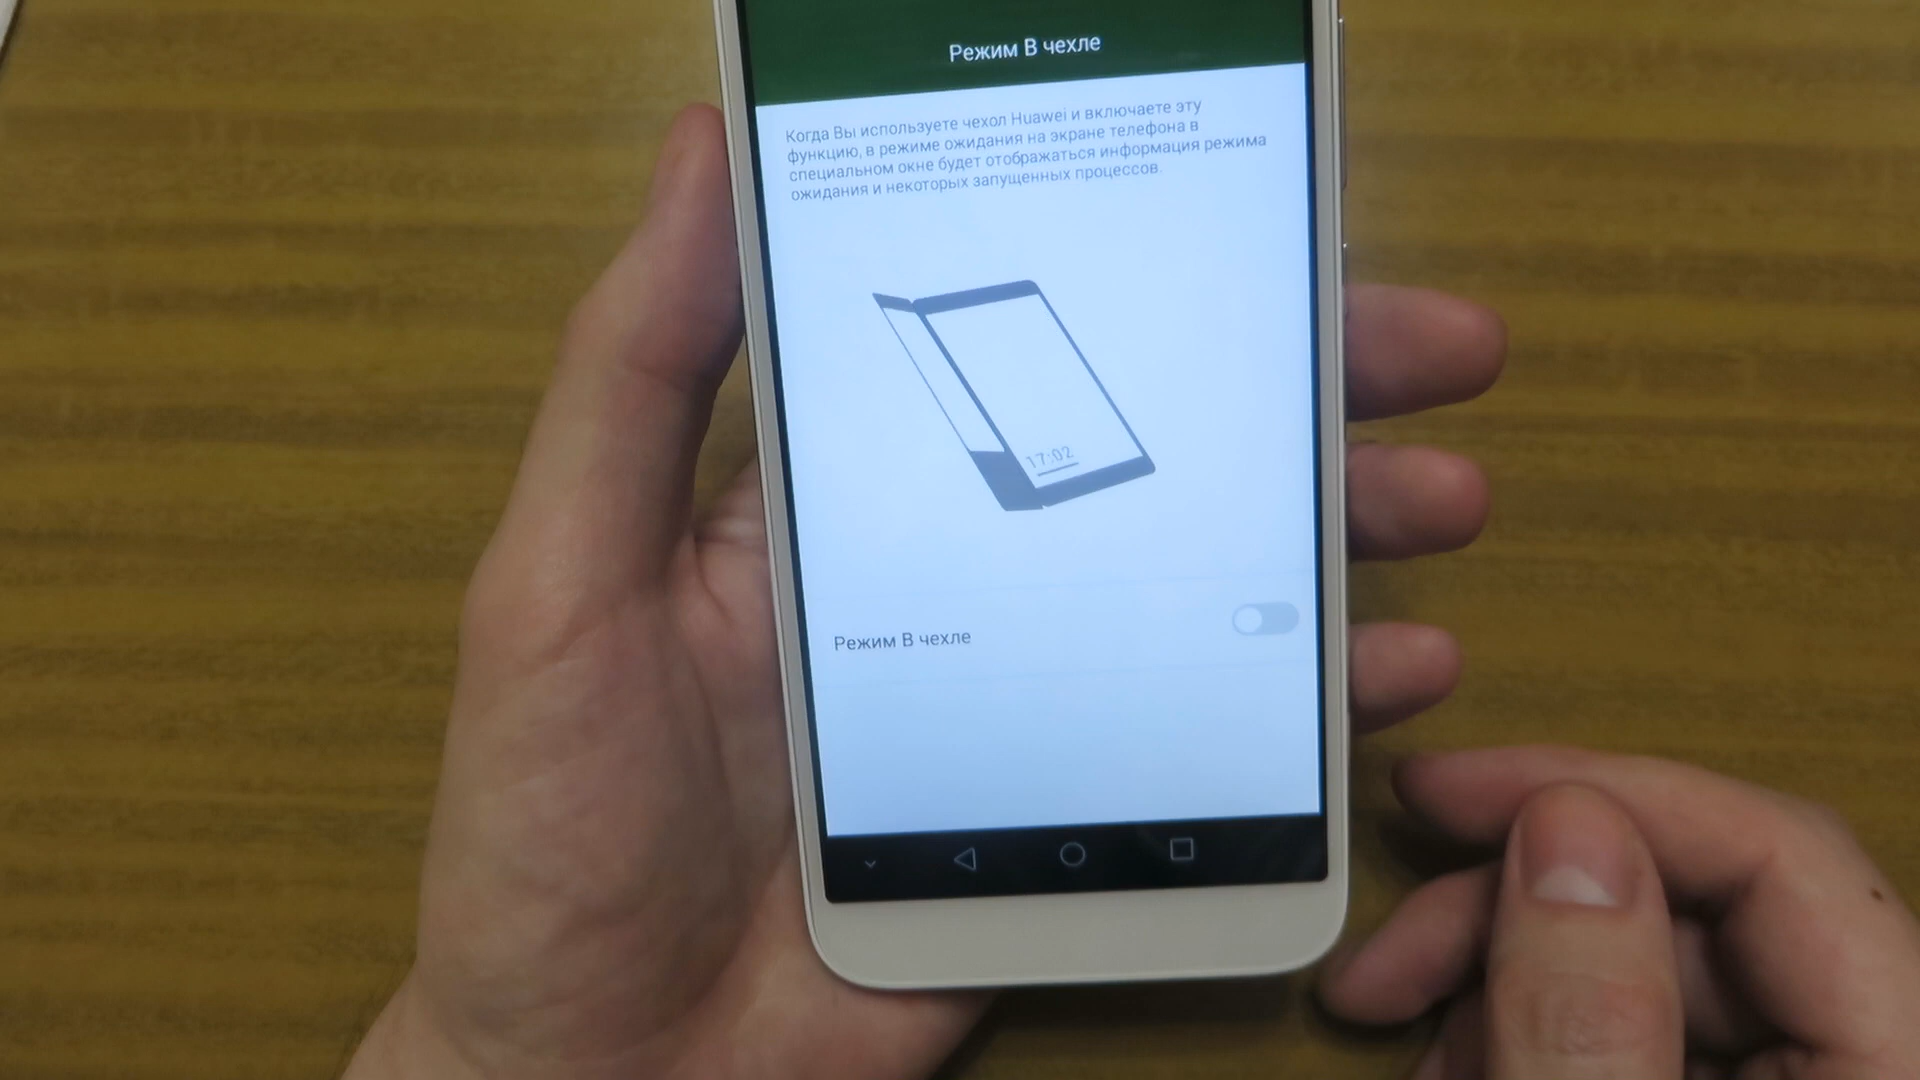 Режим В чехле
Когда Вы используете чехол Huawei и включаете эту
функцию, в режиме ожидания на экране телефона в
специальном окне будет отображаться информация режима
ожидания и некоторых запущенных процессов.
17:02
Режим В чехле